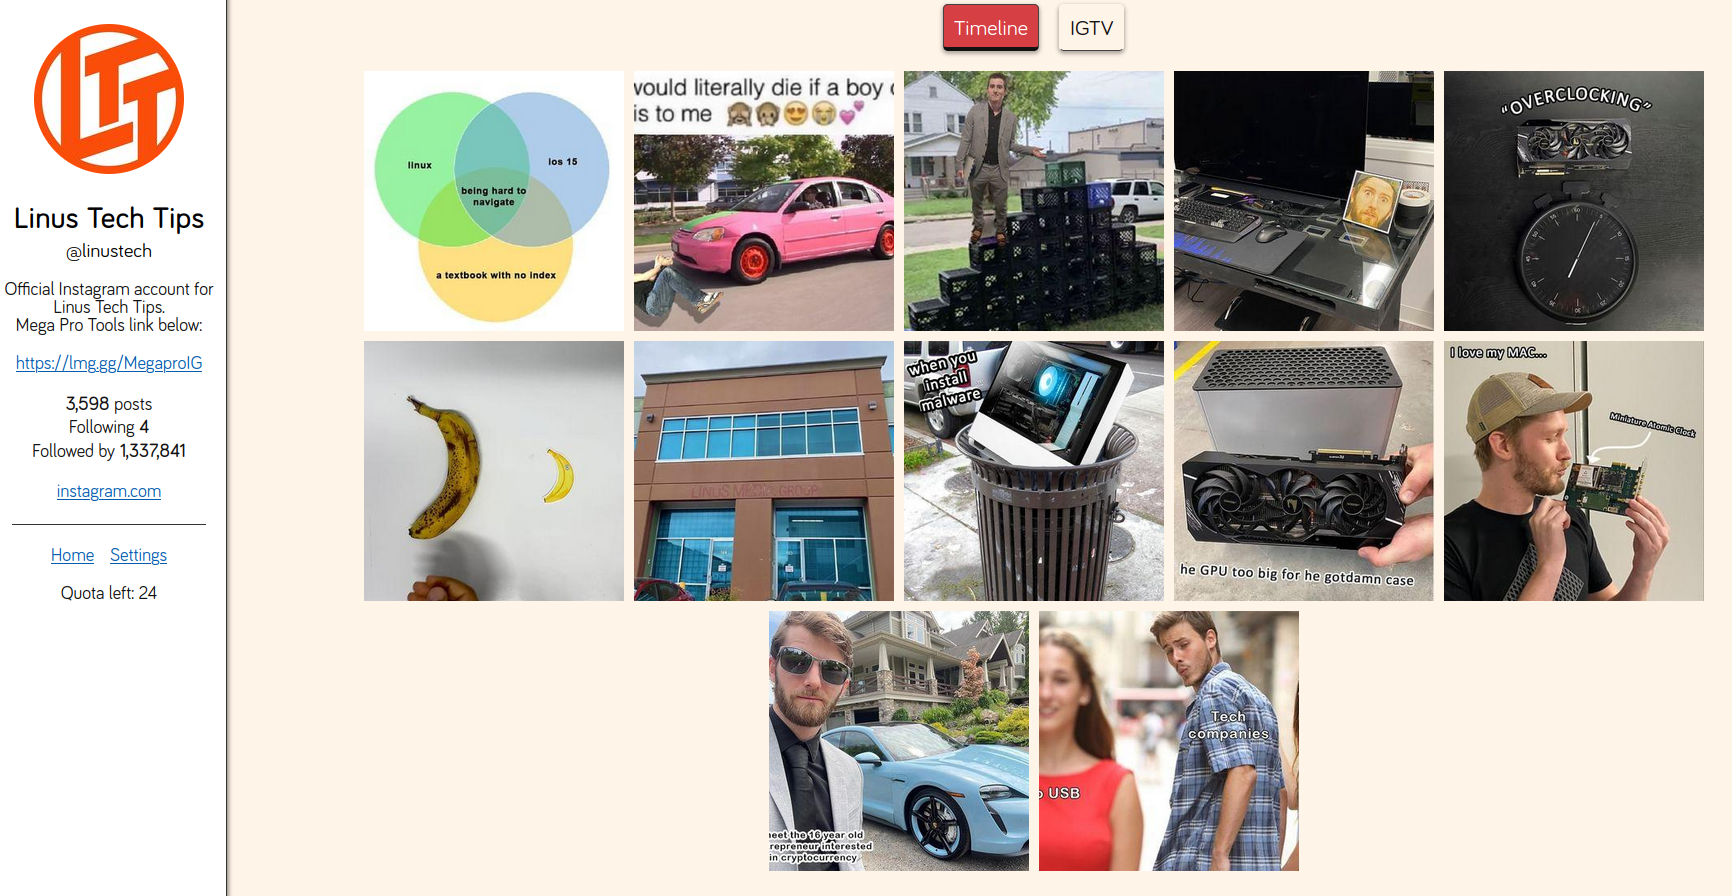 LTT
Linus Tech Tips
@linustech
Official Instagram account for
Linus Tech Tips.
Mega Pro Tools link below:
https://lmg.gg/MegaproIG
3,598 posts
Following 4
Followed by 1,337,841
instagram.com
Home Settings
Quota left: 24
Timeline
IGTV
linux
ios 15
being hard to
navigate
a textbook with no index
would literally die if a boy
is to me
"OVERCLOCKING"
LINUS MEDIA GROUP
when you
install
malware
he GPU too big for he gotdamn case
I love my MAC...
Miniature Atomic Clock
eet the 16 year old
repreneur interested
in cryptocurrency
Tech
companies
USB